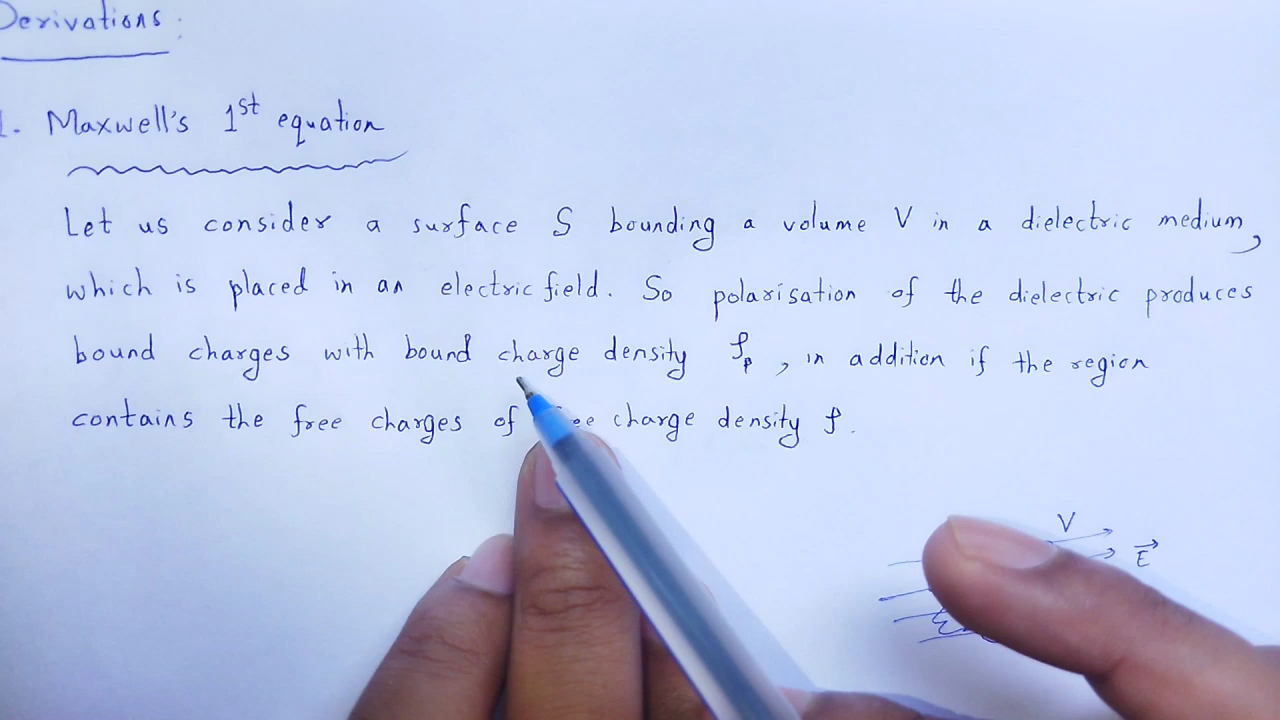 Derivations:
1. Maxwell's 1st equation
Let us consider a surface S bounding a volume V in a dielectric medium,
which is placed in an electric field. So polarisation of the dielectric produces
bound charges with bound charge density ρₚ, in addition if the region
contains the free charges of free charge density ρ.
V
E⃗